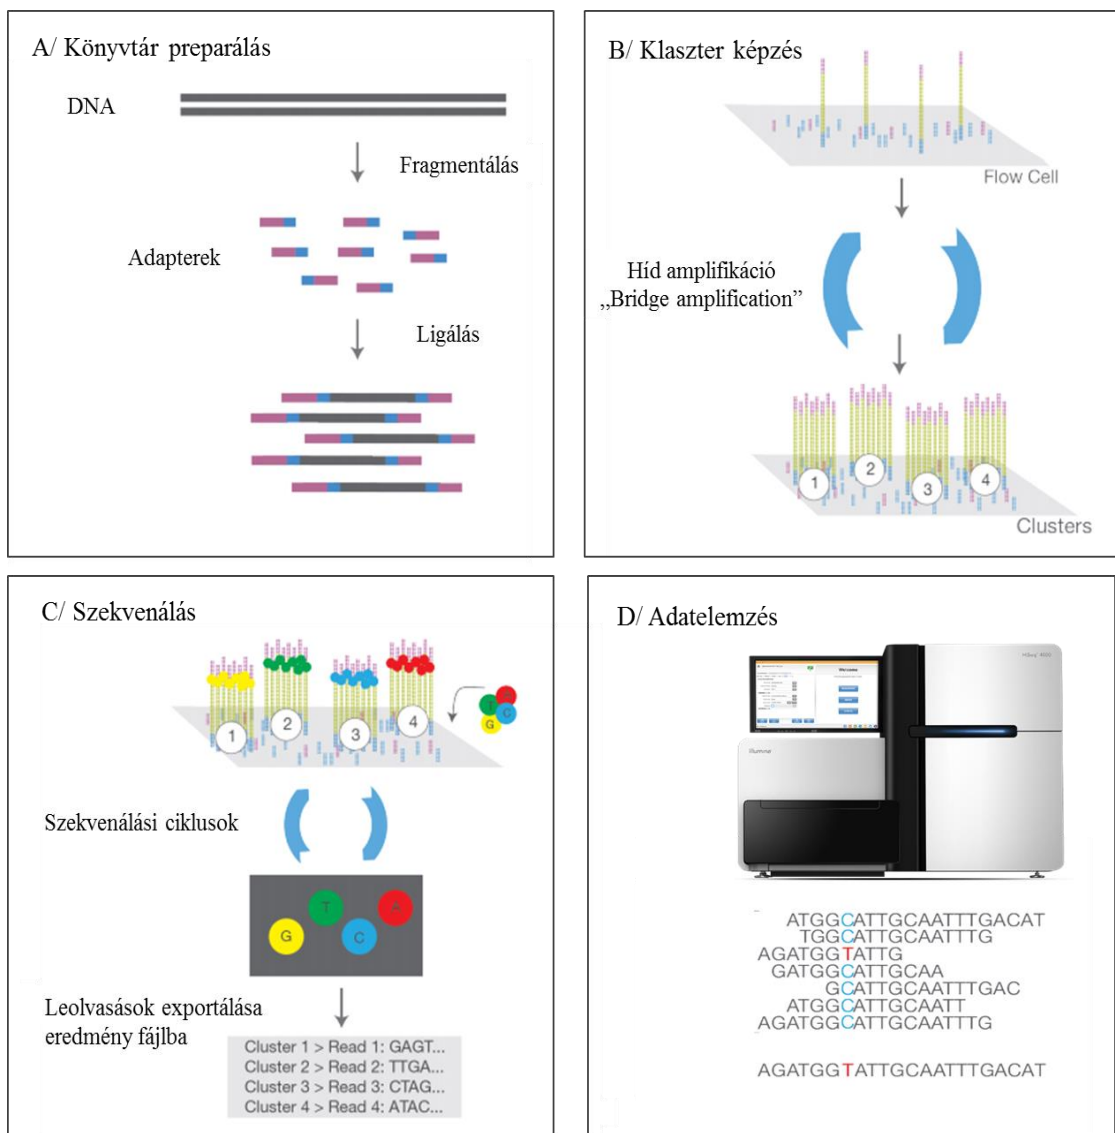 A/ Könyvtár preparálás
DNA
Fragmentálás
Adapterek
Ligálás
B/ Klaszter képzés
Flow Cell
Híd amplifikáció
„Bridge amplification”
1
2
3
4
Clusters
C/ Szekvenálás
1
2
3
4
A
T
C
G
Szekvenálási ciklusok
T
A
G
C
Leolvasások exportálása
eredmény fájlba
Cluster 1 > Read 1: GAGT...
Cluster 2 > Read 2: TTGA...
Cluster 3 > Read 3: CTAG...
Cluster 4 > Read 4: ATAC...
D/ Adatelemzés
illumina
ATGGCATTGCAATTTGACAT
TGGCATTGCAATTTG
AGATGGTATTG
GATGGCATTGCAA
GCATTGCAATTTGAC
ATGGCATTGCAATT
AGATGGCATTGCAATTTG
AGATGGTATTGCAATTTGACAT